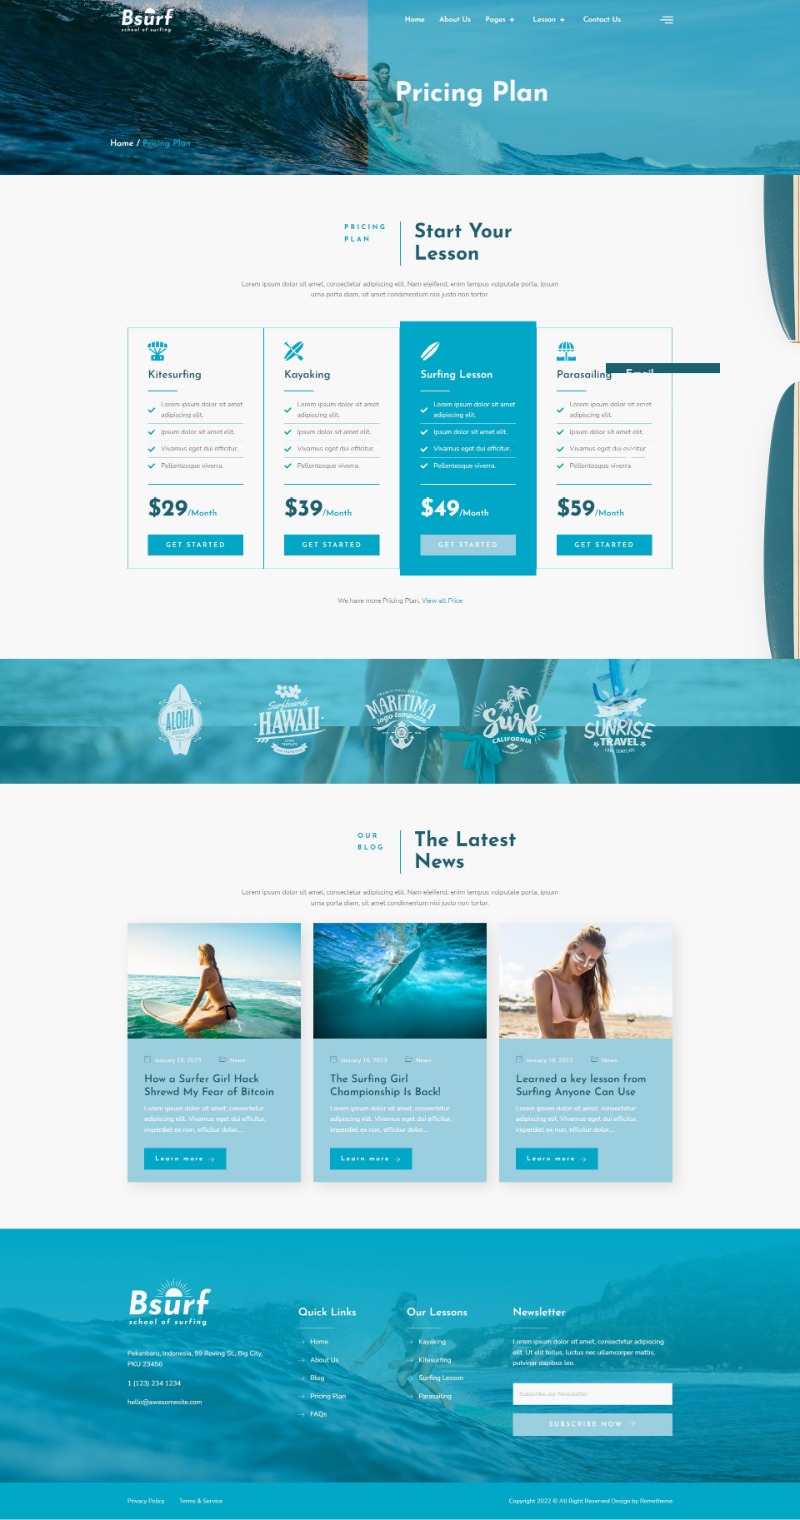 Bsurf
school of surfing
Home About Us Pages + Lesson + Contact Us
Pricing Plan
Home / Pricing Plan
PRICING
PLAN
Start Your
Lesson
Lorem ipsum dolor sit amet, consectetur adipiscing elit. Nam eleifend, enim tempus vulputate porta, ipsum
urna porta diam, sit amet condimentum nisi justo non tortor.
Kitesurfing
Lorem ipsum dolor sit amet
adipiscing elit.
Ipsum dolor sit amet elit.
Vivamus eget dui efficitur.
Pellentesque viverra.
$29/Month
GET STARTED
Kayaking
Lorem ipsum dolor sit amet
adipiscing elit.
Ipsum dolor sit amet elit.
Vivamus eget dui efficitur.
Pellentesque viverra.
$39/Month
GET STARTED
Surfing Lesson
Lorem ipsum dolor sit amet
adipiscing elit.
Ipsum dolor sit amet elit.
Vivamus eget dui efficitur.
Pellentesque viverra.
$49/Month
GET STARTED
Parasailing
Email
Lorem ipsum dolor sit amet
adipiscing elit.
Ipsum dolor sit amet elit.
Vivamus eget dui efficitur.
Pellentesque viverra.
$59/Month
GET STARTED
We have more Pricing Plan, View all Price
ALOHA
Surfboards
HAWAII
MARITIMA
logo template
Surf
CALIFORNIA
SUNRISE
TRAVEL
OUR
BLOG
The Latest
News
Lorem ipsum dolor sit amet, consectetur adipiscing elit. Nam eleifend, enim tempus vulputate porta, ipsum
urna porta diam, sit amet condimentum nisi justo non tortor.
January 18, 2023 News
How a Surfer Girl Hack
Shrewd My Fear of Bitcoin
Lorem ipsum dolor sit amet, consectetur
adipiscing elit. Vivamus eget dui efficitur,
imperdiet ex non, efficitur dolor....
Learn more
January 18, 2023 News
The Surfing Girl
Championship Is Back!
Lorem ipsum dolor sit amet, consectetur
adipiscing elit. Vivamus eget dui efficitur,
imperdiet ex non, efficitur dolor....
Learn more
January 18, 2023 News
Learned a key lesson from
Surfing Anyone Can Use
Lorem ipsum dolor sit amet, consectetur
adipiscing elit. Vivamus eget dui efficitur,
imperdiet ex non, efficitur dolor....
Learn more
Bsurf
school of surfing
Pekanbaru, Indonesia, 99 Roving St., Big City,
PKU 23456
1 (123) 234 1234
hello@awesomesite.com
Quick Links
Home
About Us
Blog
Pricing Plan
FAQs
Our Lessons
Kayaking
Kitesurfing
Surfing Lesson
Parasailing
Newsletter
Lorem ipsum dolor sit amet, consectetur adipiscing
elit. Ut elit tellus, luctus nec ullamcorper mattis,
pulvinar dapibus leo.
Subscribe our Newsletter
SUBSCRIBE NOW
Privacy Policy Terms & Service
Copyright 2022 © All Right Reserved Design by Rometheme